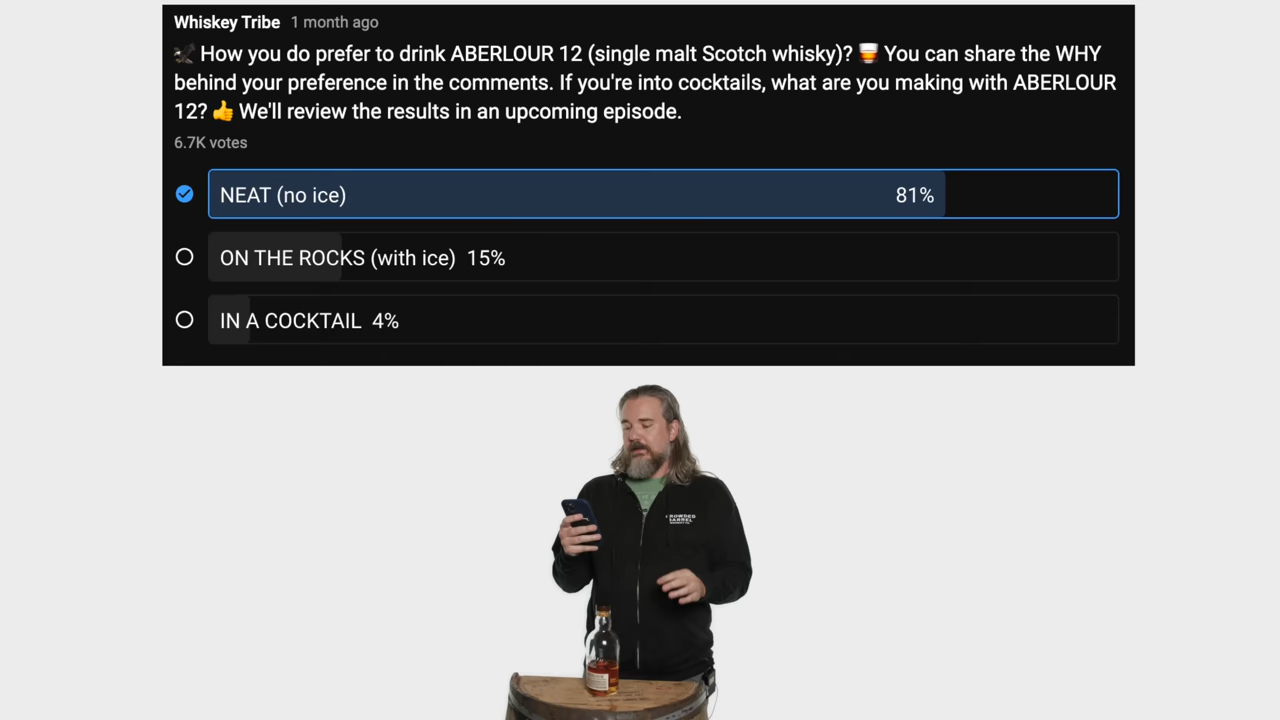 Whiskey Tribe 1 month ago
How you do prefer to drink ABERLOUR 12 (single malt Scotch whisky)? 🥃 You can share the WHY
behind your preference in the comments. If you're into cocktails, what are you making with ABERLOUR
12? 👍 We'll review the results in an upcoming episode.
6.7K votes
NEAT (no ice) 81%
ON THE ROCKS (with ice) 15%
IN A COCKTAIL 4%
CROWDED
BARREL